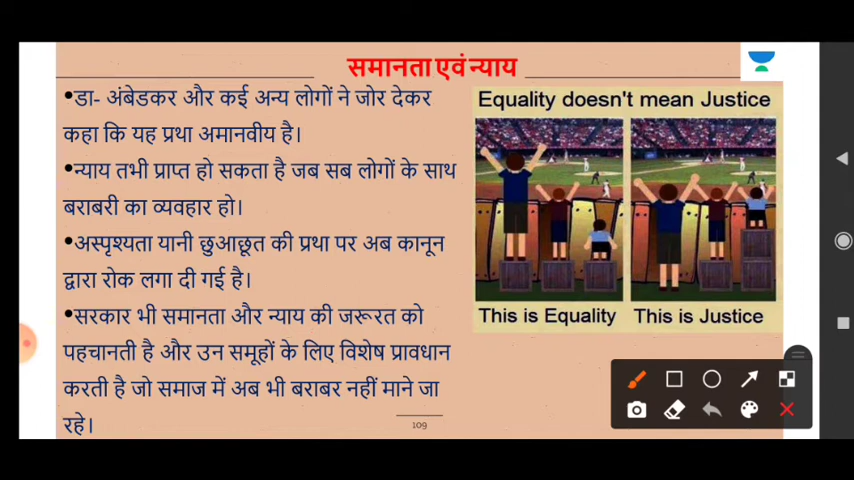 समानता एवं न्याय
•डा- अंबेडकर और कई अन्य लोगों ने जोर देकर
कहा कि यह प्रथा अमानवीय है।
•न्याय तभी प्राप्त हो सकता है जब सब लोगों के साथ
बराबरी का व्यवहार हो।
•अस्पृश्यता यानी छुआछूत की प्रथा पर अब कानून
द्वारा रोक लगा दी गई है।
•सरकार भी समानता और न्याय की जरूरत को
पहचानती है और उन समूहों के लिए विशेष प्रावधान
करती है जो समाज में अब भी बराबर नहीं माने जा
रहे।
Equality doesn't mean Justice
This is Equality
This is Justice
109